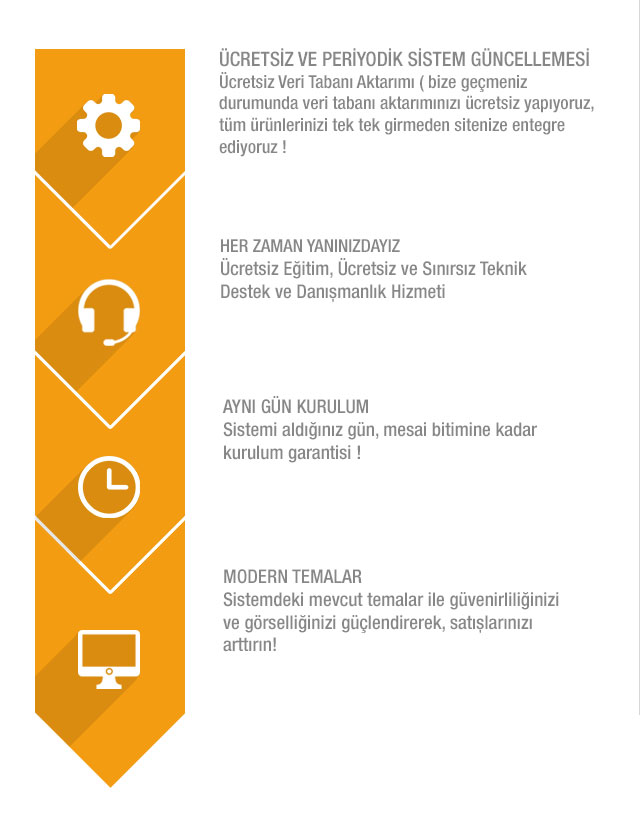 ÜCRETSİZ VE PERİYODİK SİSTEM GÜNCELLEMESİ
Ücretsiz Veri Tabanı Aktarımı ( bize geçmeniz
durumunda veri tabanı aktarımınızı ücretsiz yapıyoruz,
tüm ürünlerinizi tek tek girmeden sitenize entegre
ediyoruz !
HER ZAMAN YANINIZDAYIZ
Ücretsiz Eğitim, Ücretsiz ve Sınırsız Teknik
Destek ve Danışmanlık Hizmeti
AYNI GÜN KURULUM
Sistemi aldığınız gün, mesai bitimine kadar
kurulum garantisi !
MODERN TEMALAR
Sistemdeki mevcut temalar ile güvenirliliğinizi
ve görselliğinizi güçlendirerek, satışlarınızı
arttırın!